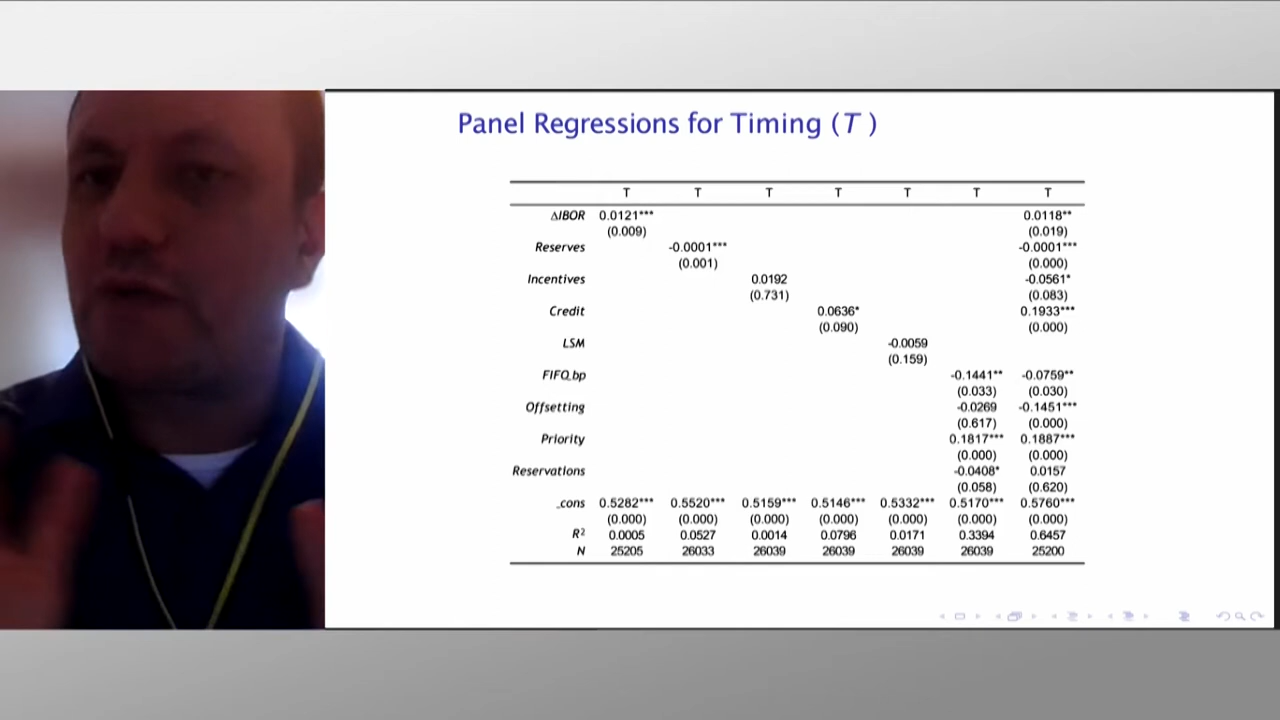 Panel Regressions for Timing (T )
T T T T T T T
ΔIBOR 0.0121*** 0.0118**
(0.009) (0.019)
Reserves -0.0001*** -0.0001***
(0.001) (0.000)
Incentives 0.0192 -0.0561*
(0.731) (0.083)
Credit 0.0636* 0.1933***
(0.090) (0.000)
LSM -0.0059
(0.159)
FIFO_bp -0.1441** -0.0759**
(0.033) (0.030)
Offsetting -0.0269 -0.1451***
(0.617) (0.000)
Priority 0.1817*** 0.1887***
(0.000) (0.000)
Reservations -0.0408* 0.0157
(0.058) (0.620)
_cons 0.5282*** 0.5520*** 0.5159*** 0.5146*** 0.5332*** 0.5170*** 0.5760***
(0.000) (0.000) (0.000) (0.000) (0.000) (0.000) (0.000)
R² 0.0005 0.0527 0.0014 0.0796 0.0171 0.3394 0.6457
N 25205 26033 26039 26039 26039 26039 25200